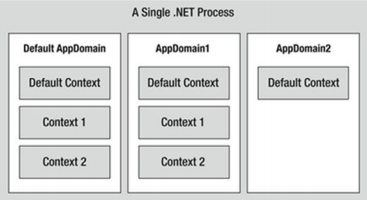 A Single .NET Process
Default AppDomain
Default Context
Context 1
Context 2
AppDomain1
Default Context
Context 1
Context 2
AppDomain2
Default Context